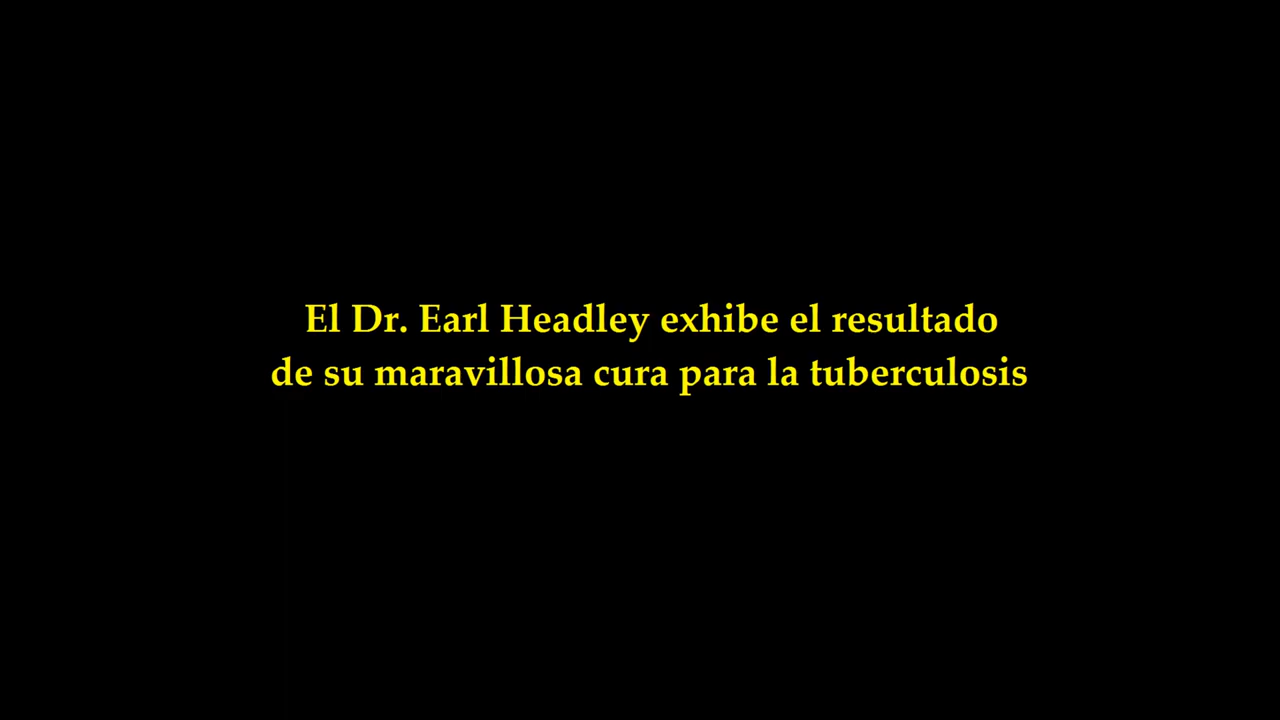 El Dr. Earl Headley exhibe el resultado
de su maravillosa cura para la tuberculosis